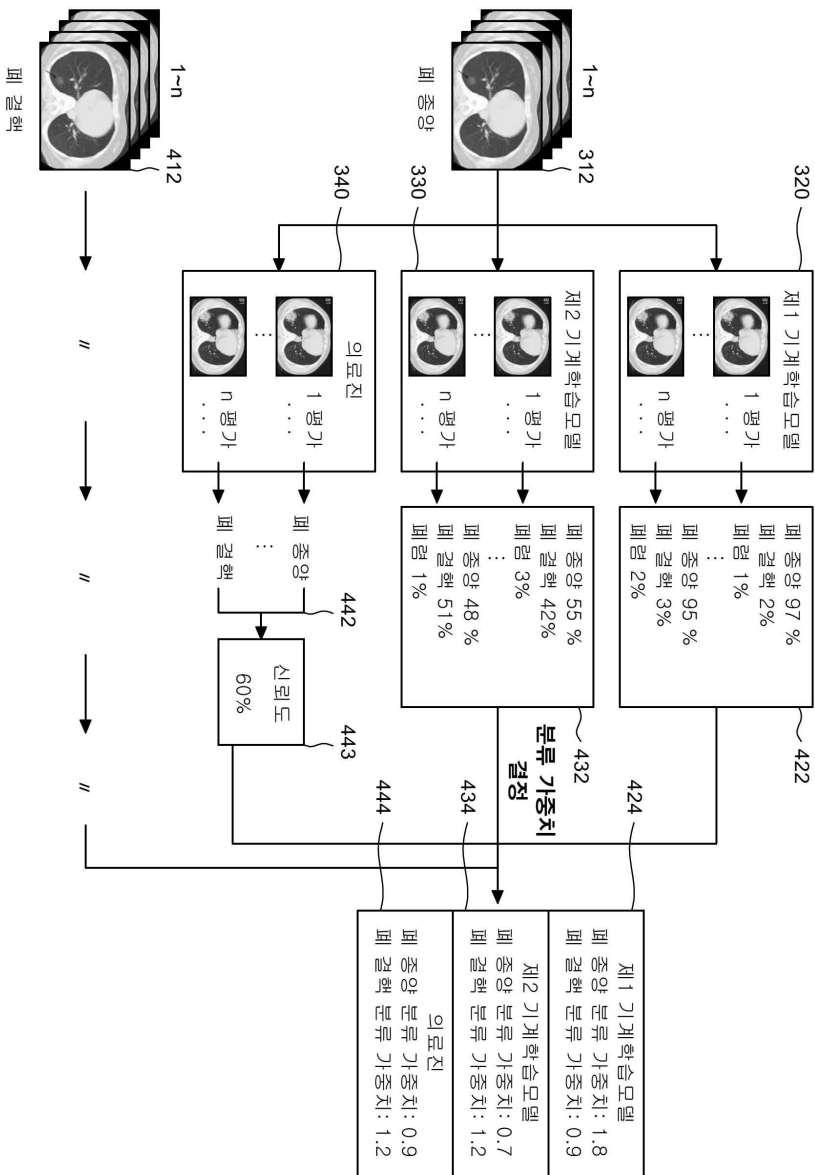 1~n
312
폐 종양
1~n
412
폐 결핵
320
제1 기계학습모델
1 평가
...
...
n 평가
...
330
제2 기계학습모델
1 평가
...
...
n 평가
...
340
의료진
1 평가
...
...
n 평가
...
〃
폐 종양 97 %
폐 결핵 2%
폐렴 1%
...
폐 종양 95 %
폐 결핵 3%
폐렴 2%
422
폐 종양 55 %
폐 결핵 42%
폐렴 3%
...
폐 종양 48 %
폐 결핵 51%
폐렴 1%
432
폐 종양
...
폐 결핵
442
〃
신뢰도
60%
443
〃
분류 가중치
결정
424
제1 기계학습모델
폐 종양 분류 가중치: 1.8
폐 결핵 분류 가중치: 0.9
434
제2 기계학습모델
폐 종양 분류 가중치: 0.7
폐 결핵 분류 가중치: 1.2
444
의료진
폐 종양 분류 가중치: 0.9
폐 결핵 분류 가중치: 1.2